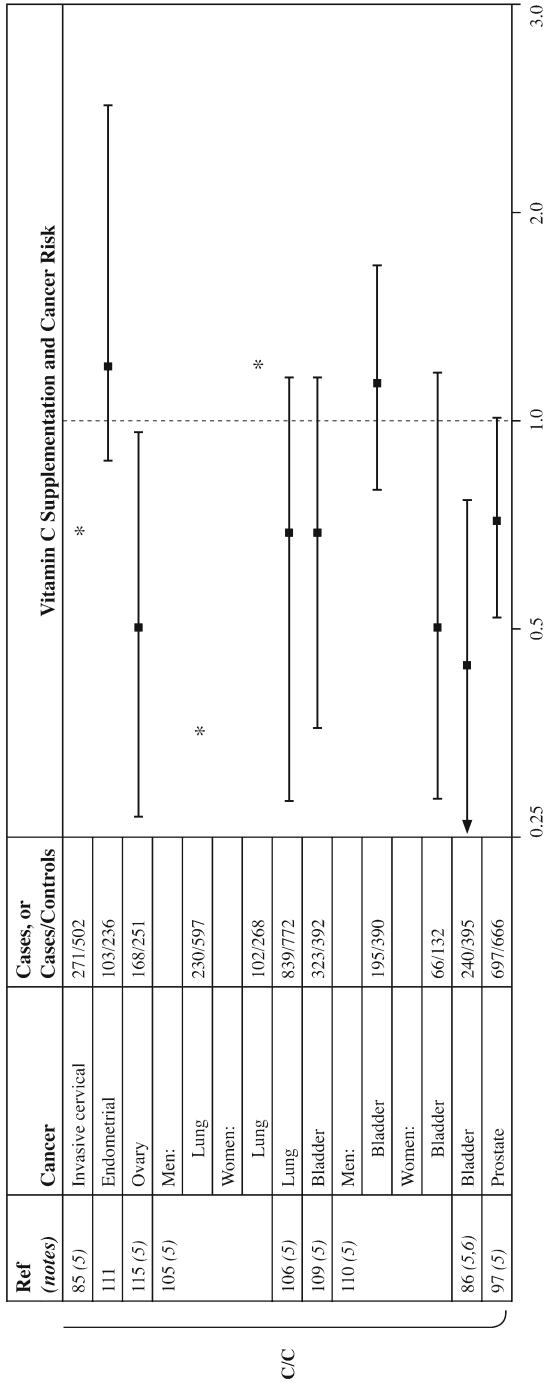 Vitamin C Supplementation and Cancer Risk
Ref (notes) Cancer Cases, or Cases/Controls
85 (5) Invasive cervical 271/502 *
111 Endometrial 103/236
115 (5) Ovary 168/251
105 (5) Men:
Lung 230/597 *
Women:
Lung 102/268 *
106 (5) Lung 839/772
109 (5) Bladder 323/392
110 (5) Men:
Bladder 195/390
Women:
Bladder 66/132
86 (5,6) Bladder 240/395
97 (5) Prostate 697/666
C/C
0.25 0.5 1.0 2.0 3.0